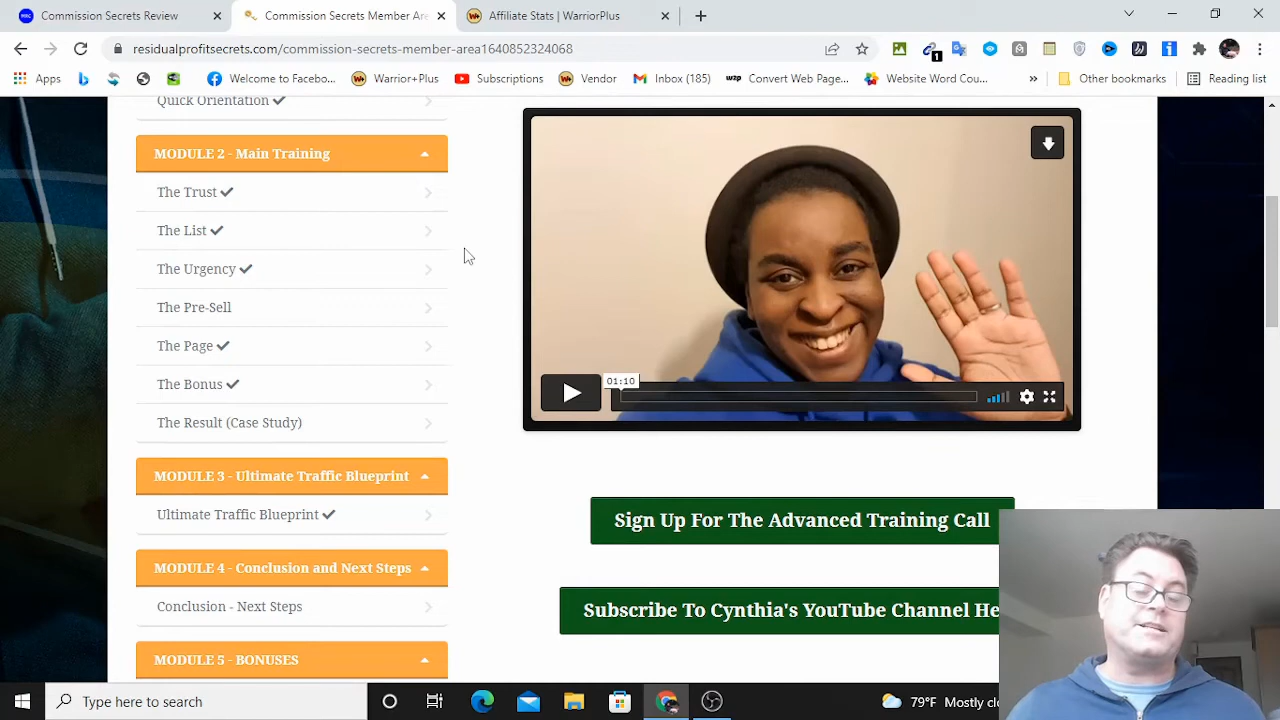 Commission Secrets Review
Commission Secrets Member Are
Affiliate Stats | WarriorPlus
residualprofitsecrets.com/commission-secrets-member-area1640852324068
1
Apps
Welcome to Facebo...
Warrior+Plus
Subscriptions
Vendor
Inbox (185)
Convert Web Page...
Website Word Cou...
»
Other bookmarks
Reading list
Quick Orientation
MODULE 2 - Main Training
The Trust
The List
The Urgency
The Pre-Sell
The Page
The Bonus
The Result (Case Study)
MODULE 3 - Ultimate Traffic Blueprint
Ultimate Traffic Blueprint
MODULE 4 - Conclusion and Next Steps
Conclusion - Next Steps
MODULE 5 - BONUSES
01:10
Sign Up For The Advanced Training Call
Subscribe To Cynthia's YouTube Channel He
Type here to search
79°F Mostly clo